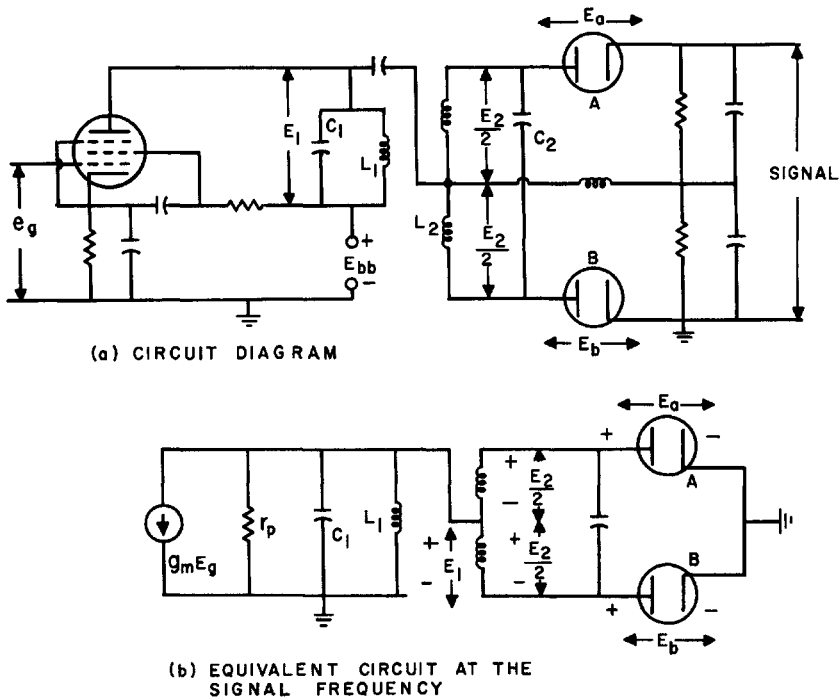 Ea
A
E1
C1
L1
E2
2
C2
eg
+
Ebb
−
L2
E2
2
B
Eb
SIGNAL
(a) CIRCUIT DIAGRAM
Ea
+ −
A
gmEg
rp
C1
L1
+
E1
−
+
E2
2
−
+
E2
2
−
B
+ −
Eb
(b) EQUIVALENT CIRCUIT AT THE
SIGNAL FREQUENCY